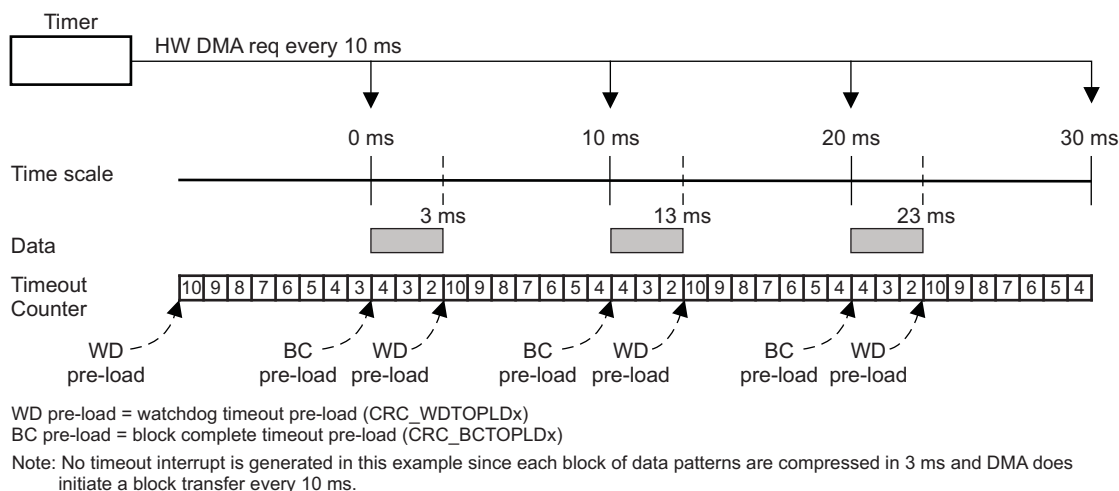 Timer
HW DMA req every 10 ms
0 ms 10 ms 20 ms 30 ms
Time scale
3 ms 13 ms 23 ms
Data
Timeout Counter
10 9 8 7 6 5 4 3 4 3 2 10 9 8 7 6 5 4 4 3 2 10 9 8 7 6 5 4 4 3 2 10 9 8 7 6 5 4
WD pre-load
BC pre-load
WD pre-load
BC pre-load
WD pre-load
BC pre-load
WD pre-load
WD pre-load = watchdog timeout pre-load (CRC_WDTOPLDx)
BC pre-load = block complete timeout pre-load (CRC_BCTOPLDx)
Note: No timeout interrupt is generated in this example since each block of data patterns are compressed in 3 ms and DMA does
initiate a block transfer every 10 ms.